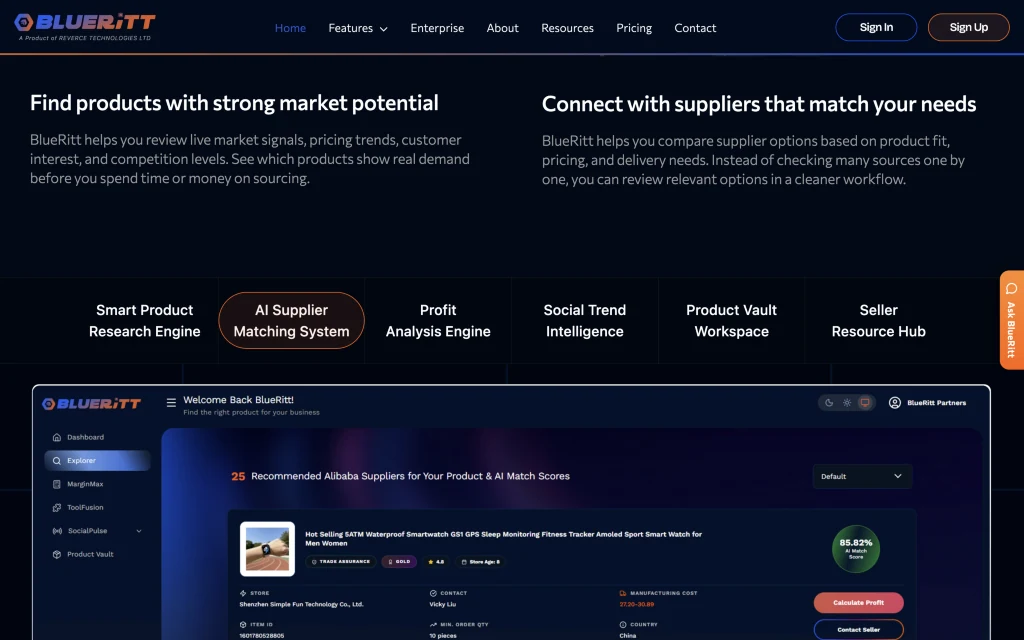 BLUERITT
A Product of REVERCE TECHNOLOGIES LTD
Home
Features
Enterprise
About
Resources
Pricing
Contact
Sign In
Sign Up
Find products with strong market potential
BlueRitt helps you review live market signals, pricing trends, customer
interest, and competition levels. See which products show real demand
before you spend time or money on sourcing.
Connect with suppliers that match your needs
BlueRitt helps you compare supplier options based on product fit,
pricing, and delivery needs. Instead of checking many sources one by
one, you can review relevant options in a cleaner workflow.
Smart Product
Research Engine
AI Supplier
Matching System
Profit
Analysis Engine
Social Trend
Intelligence
Product Vault
Workspace
Seller
Resource Hub
Ask BlueRitt
BLUERITT
Welcome Back BlueRitt!
Find the right product for your business
BlueRitt Partners
Dashboard
Explorer
MarginMax
ToolFusion
SocialPulse
Product Vault
25 Recommended Alibaba Suppliers for Your Product & AI Match Scores
Default
Hot Selling 5ATM Waterproof Smartwatch GS1 GPS Sleep Monitoring Fitness Tracker Amoled Sport Smart Watch for
Men Women
TRADE ASSURANCE
GOLD
4.8
Store Age: 8
85.82%
AI Match
Score
STORE
Shenzhen Simple Fun Technology Co., Ltd.
CONTACT
Vicky Liu
MANUFACTURING COST
27.20-30.89
Calculate Profit
ITEM ID
1601780528805
MIN. ORDER QTY
10 pieces
COUNTRY
China
Contact Seller